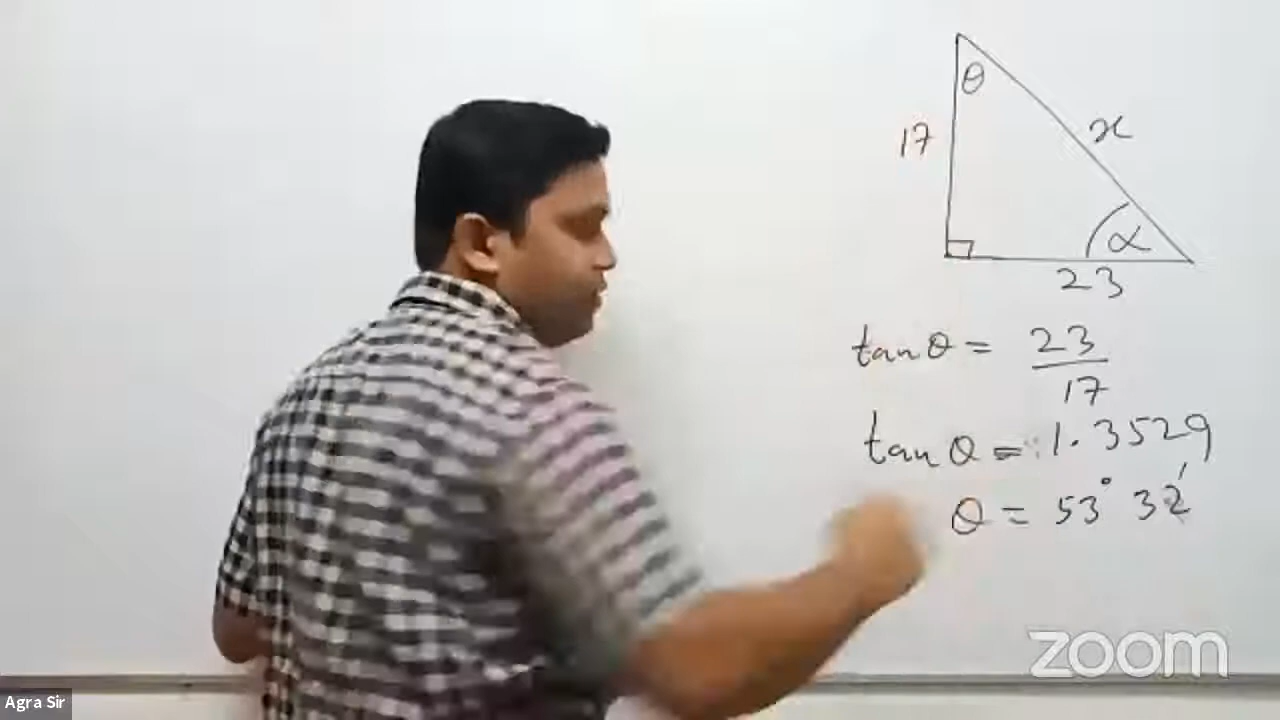 θ
17
x
α
23
tan θ = 23/17
tan θ = 1.3529
θ = 53° 32'
zoom
Agra Sir